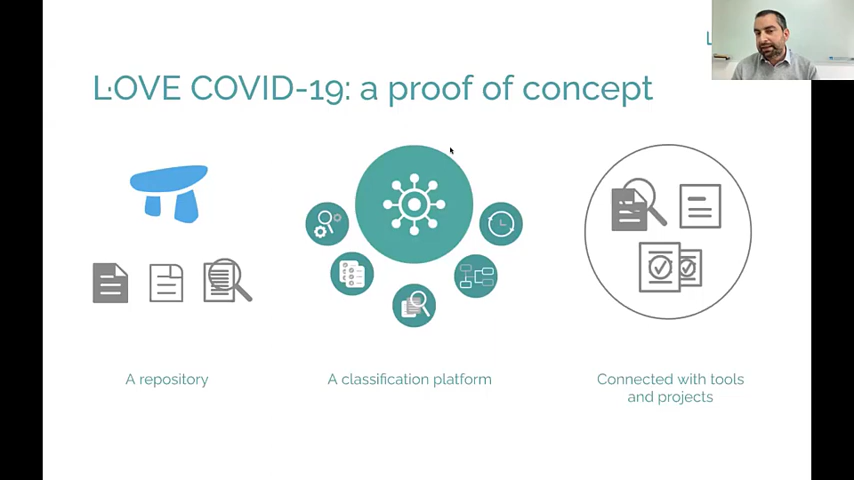 L·OVE COVID-19: a proof of concept
A repository
A classification platform
Connected with tools
and projects